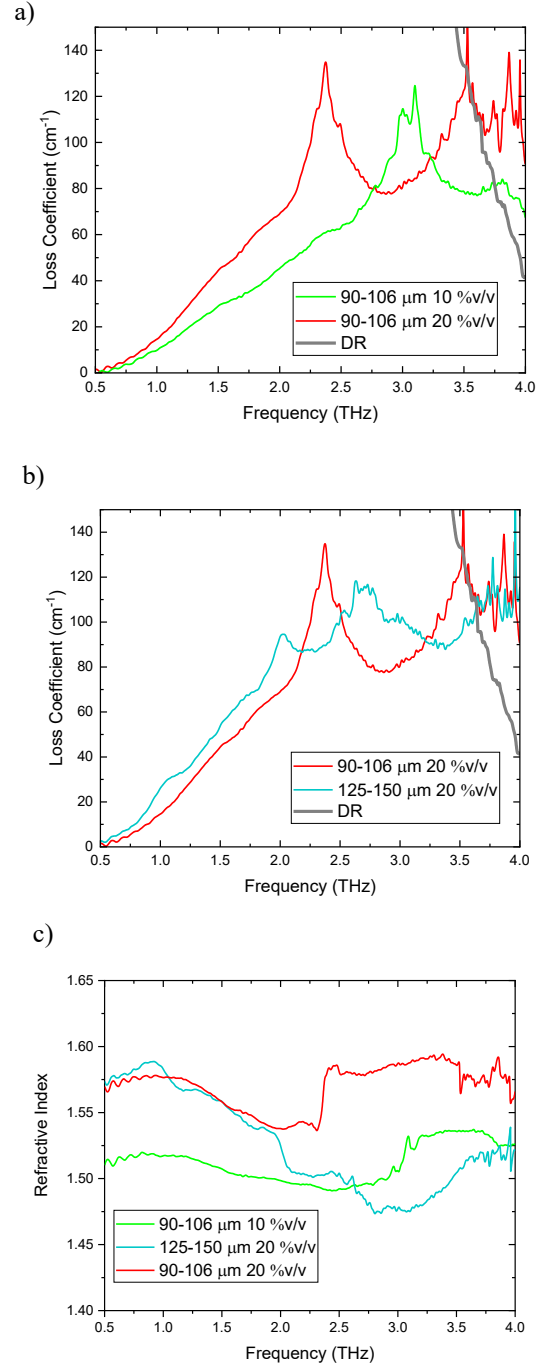 a)
Loss Coefficient (cm⁻¹)
140
120
100
80
60
40
20
0
90-106 μm 10 %v/v
90-106 μm 20 %v/v
DR
0.5 1.0 1.5 2.0 2.5 3.0 3.5 4.0
Frequency (THz)
b)
Loss Coefficient (cm⁻¹)
140
120
100
80
60
40
20
0
90-106 μm 20 %v/v
125-150 μm 20 %v/v
DR
0.5 1.0 1.5 2.0 2.5 3.0 3.5 4.0
Frequency (THz)
c)
Refractive Index
1.65
1.60
1.55
1.50
1.45
1.40
90-106 μm 10 %v/v
125-150 μm 20 %v/v
90-106 μm 20 %v/v
0.5 1.0 1.5 2.0 2.5 3.0 3.5 4.0
Frequency (THz)